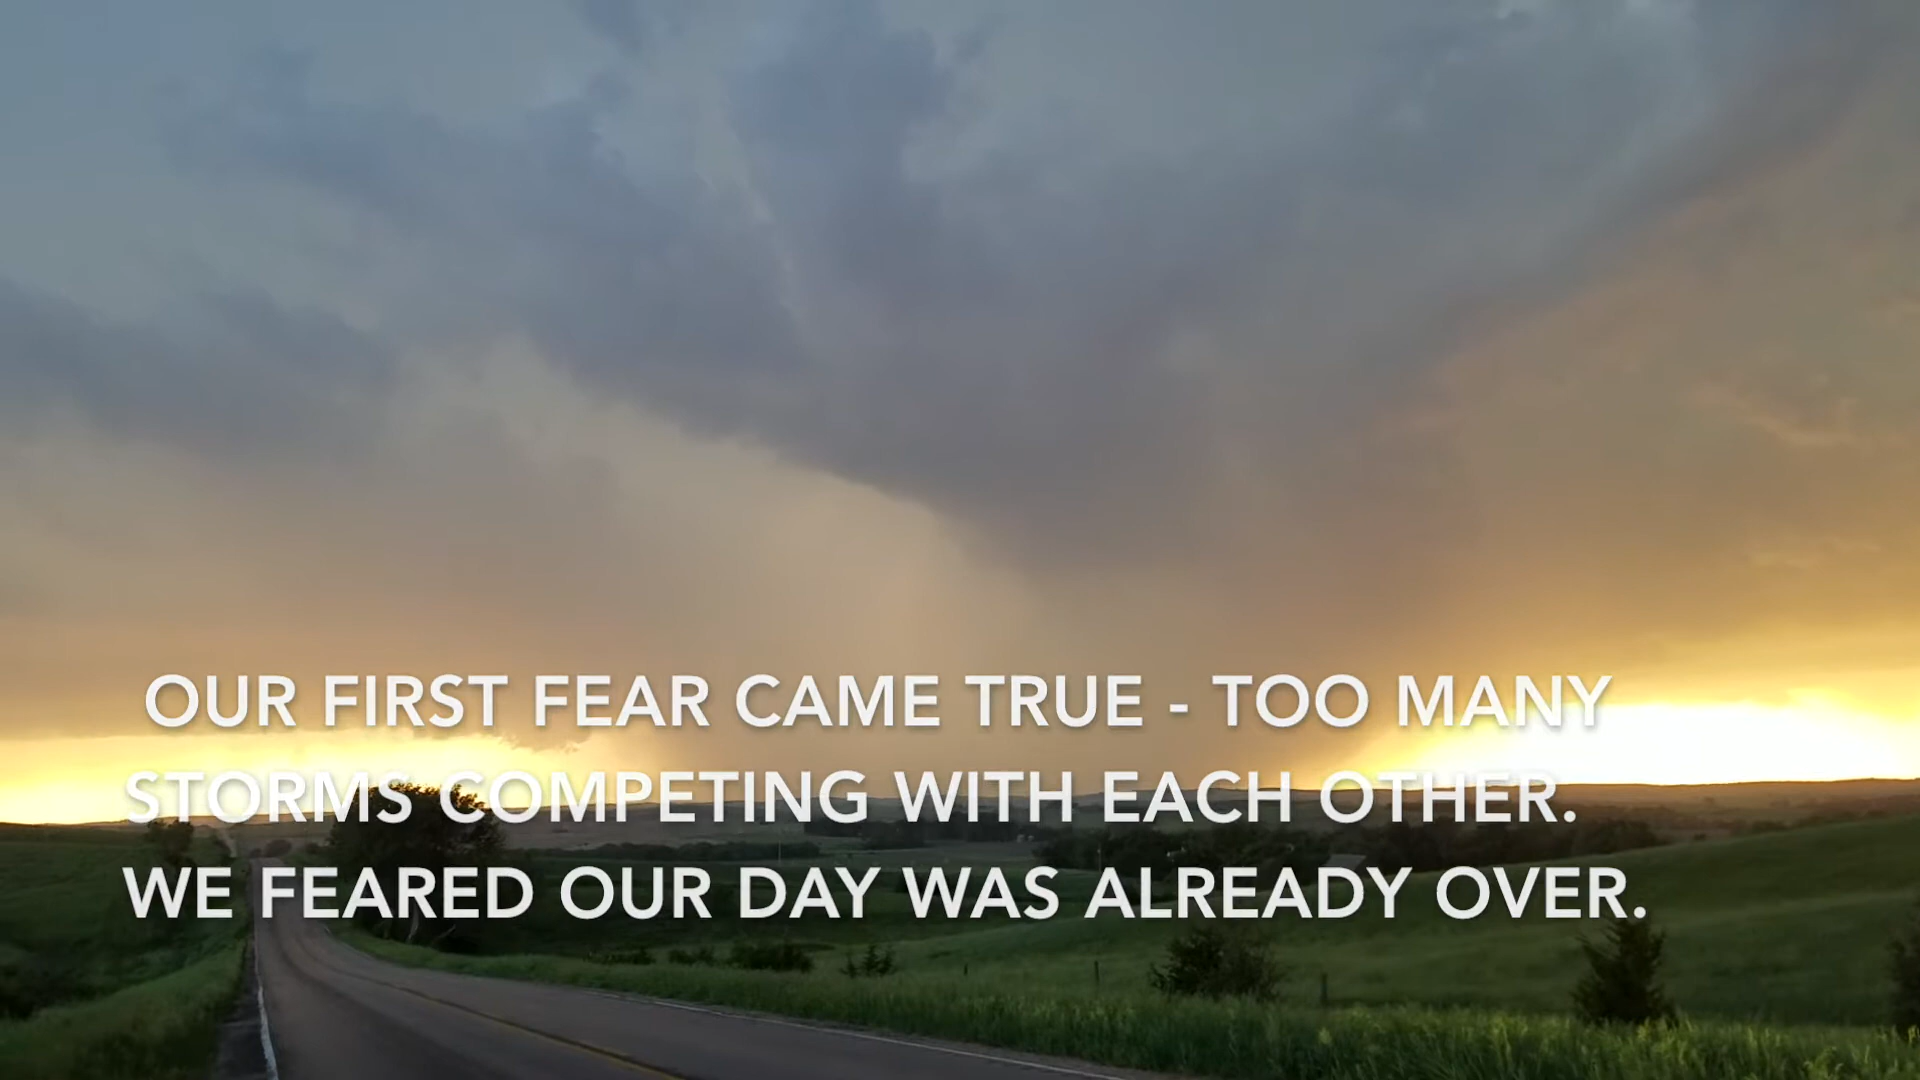 OUR FIRST FEAR CAME TRUE - TOO MANY
STORMS COMPETING WITH EACH OTHER.
WE FEARED OUR DAY WAS ALREADY OVER.